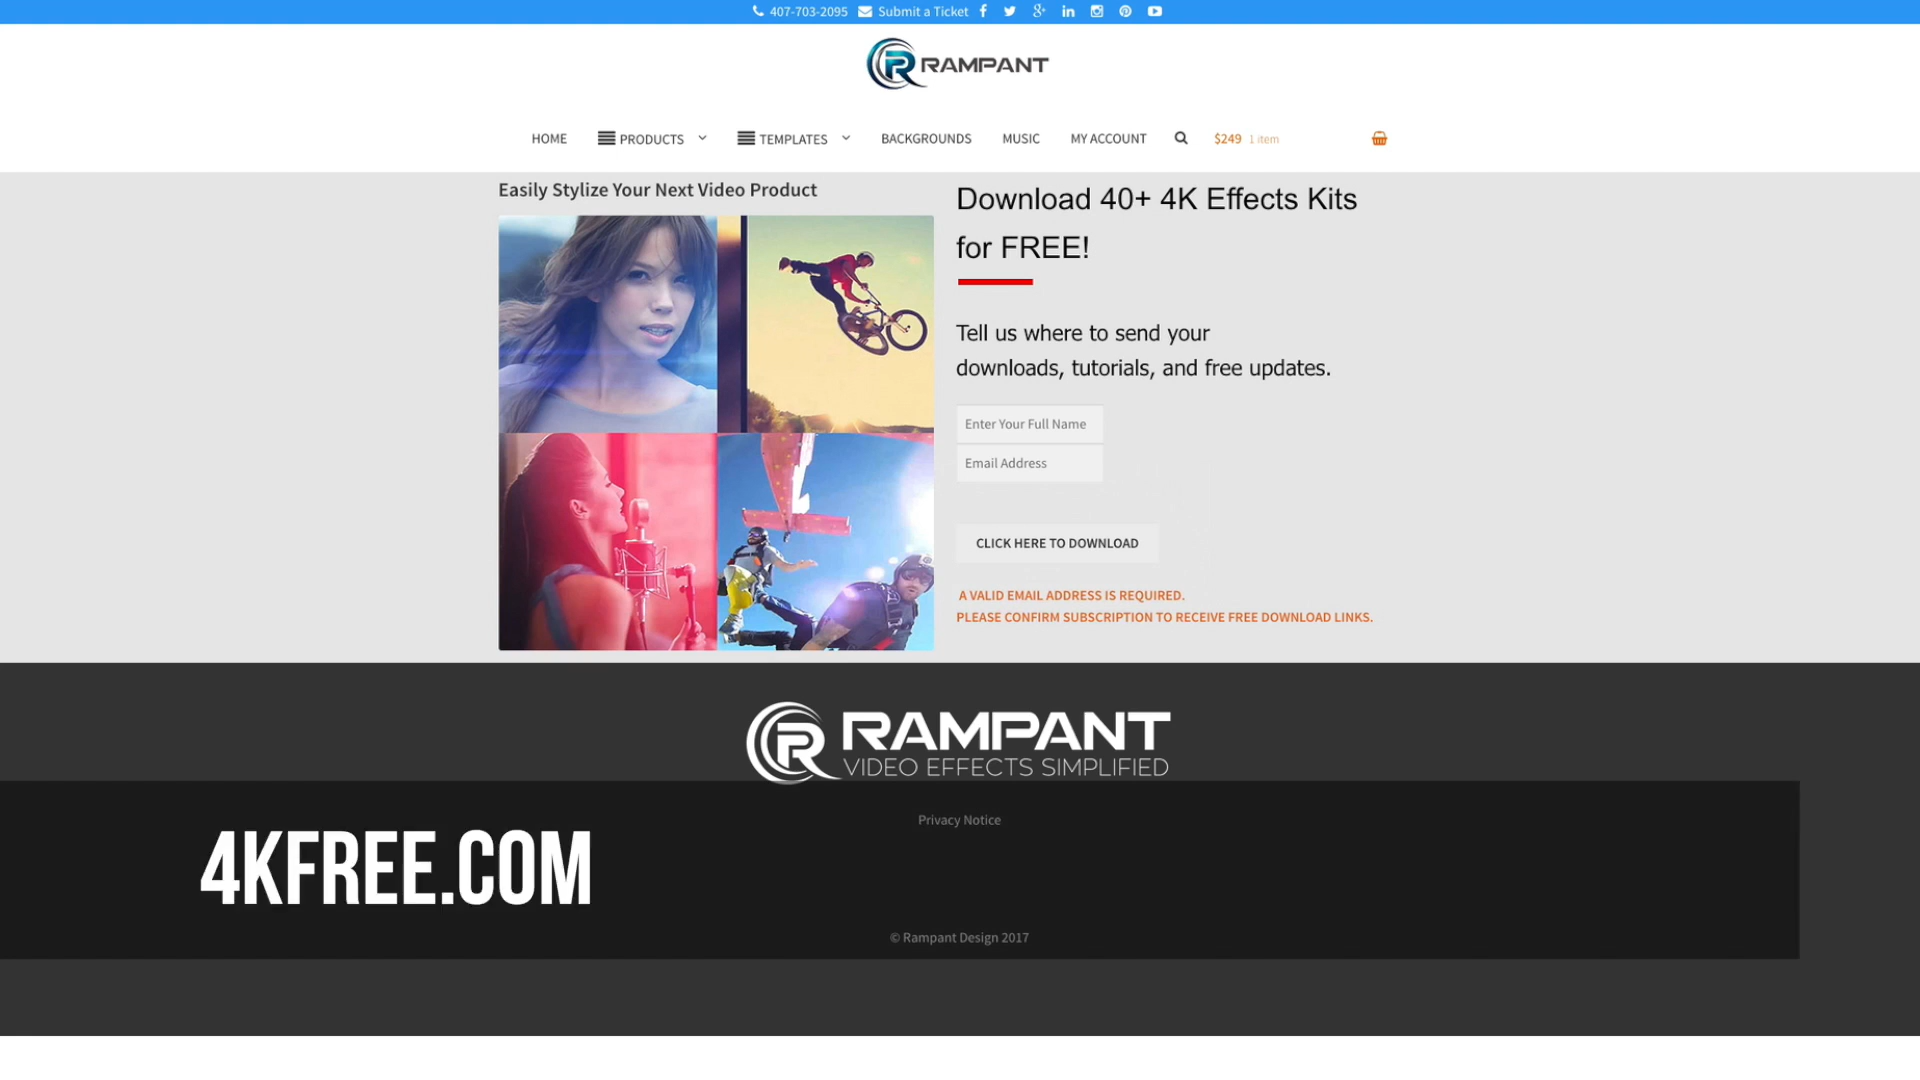 407-703-2095 Submit a Ticket
RAMPANT
HOME PRODUCTS TEMPLATES BACKGROUNDS MUSIC MY ACCOUNT $249 1 item
Easily Stylize Your Next Video Product
Download 40+ 4K Effects Kits
for FREE!
Tell us where to send your
downloads, tutorials, and free updates.
Enter Your Full Name
Email Address
CLICK HERE TO DOWNLOAD
A VALID EMAIL ADDRESS IS REQUIRED.
PLEASE CONFIRM SUBSCRIPTION TO RECEIVE FREE DOWNLOAD LINKS.
RAMPANT
VIDEO EFFECTS SIMPLIFIED
Privacy Notice
4KFREE.COM
© Rampant Design 2017